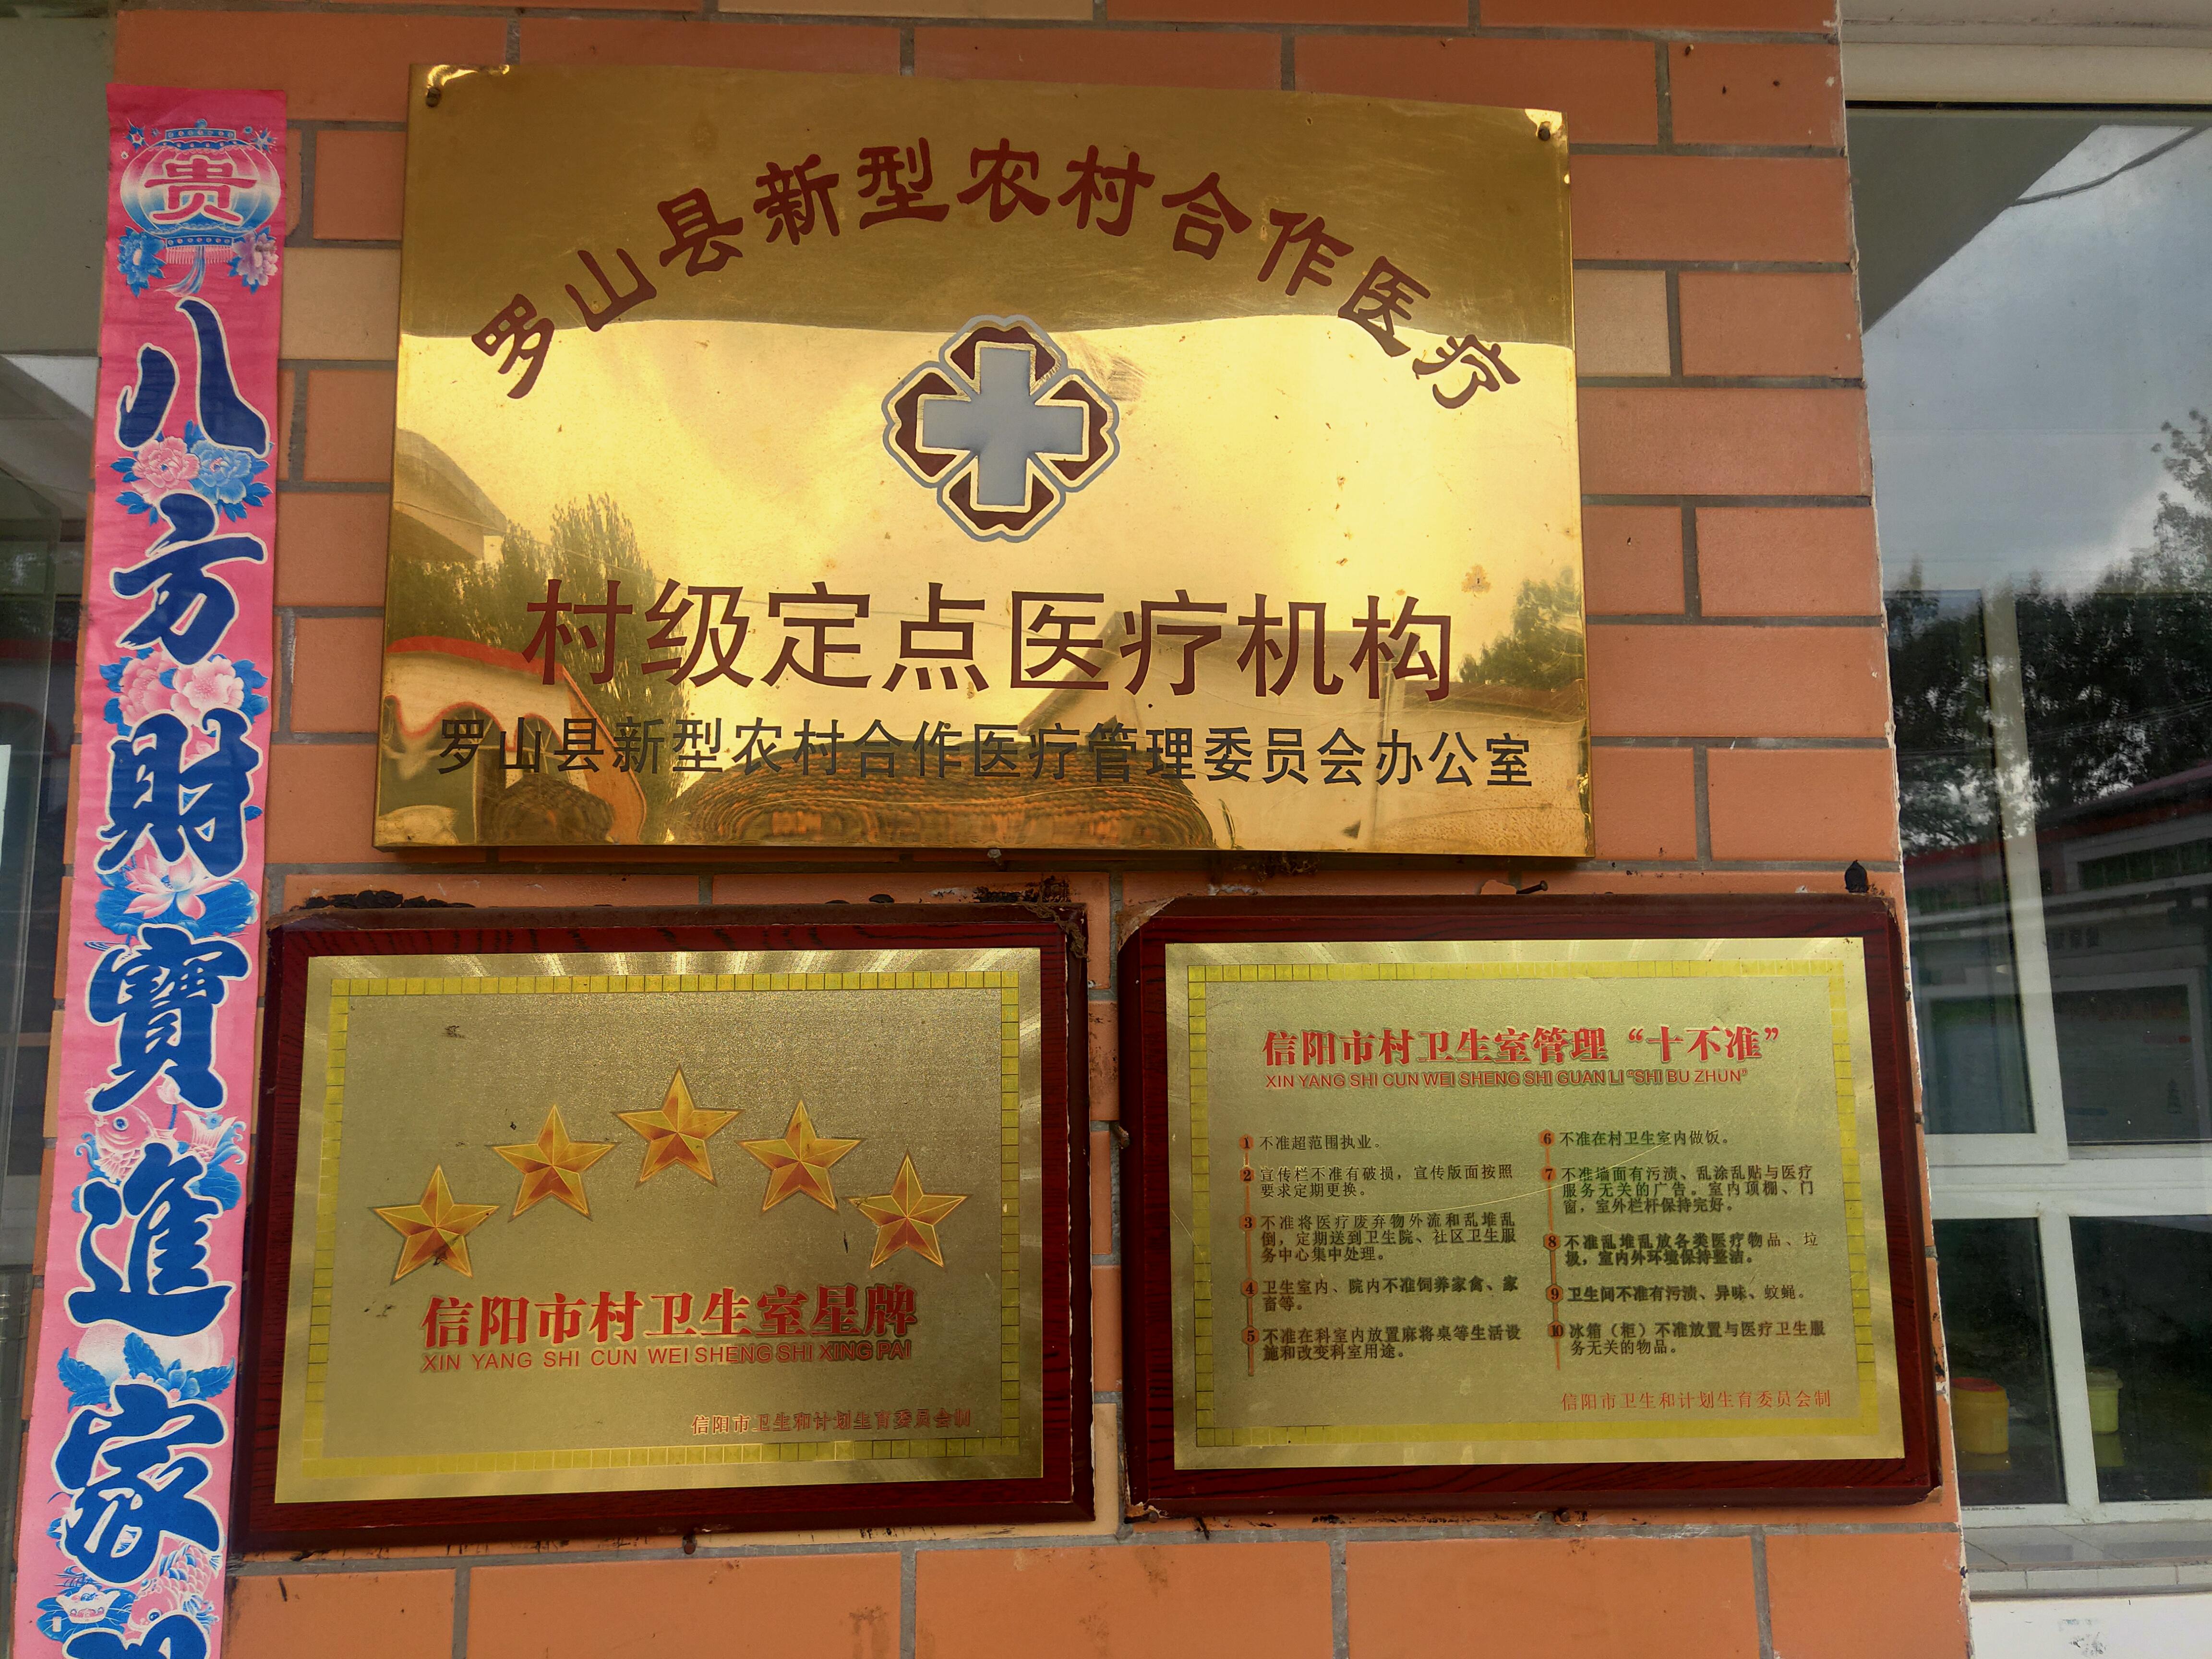 贵
八方财寶進家
罗山县新型农村合作医疗
村级定点医疗机构
罗山县新型农村合作医疗管理委员会办公室
信阳市村卫生室星牌
XIN YANG SHI CUN WEI SHENG SHI XING PAI
信阳市卫生和计划生育委员会制
信阳市村卫生室管理“十不准”
XIN YANG SHI CUN WEI SHENG SHI GUAN LI “SHI BU ZHUN”
1 不准超范围执业。
2 宣传栏不准有破损，宣传版面按照
要求定期更换。
3 不准将医疗废弃物外流和乱堆乱
倒，定期送到卫生院、社区卫生服
务中心集中处理。
4 卫生室内、院内不准饲养家禽、家
畜等。
5 不准在科室内放置麻将桌等生活设
施和改变科室用途。
6 不准在村卫生室内做饭。
7 不准墙面有污渍、乱涂乱贴与医疗
服务无关的广告。室内顶棚、门
窗，室外栏杆保持完好。
8 不准乱堆乱放各类医疗物品、垃
圾，室内外环境保持整洁。
9 卫生间不准有污渍、异味、蚊蝇。
10 冰箱（柜）不准放置与医疗卫生服
务无关的物品。
信阳市卫生和计划生育委员会制